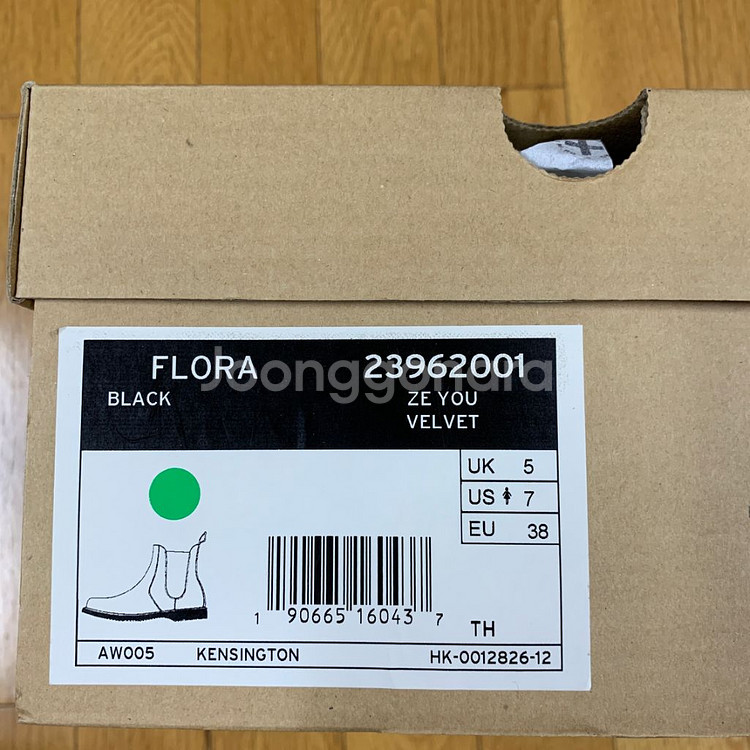 FLORA 23962001
Joonggonara
BLACK ZE YOU
VELVET
UK 5
US 7
EU 38
1 90665 16043 7
TH
AW005 KENSINGTON HK-0012826-12